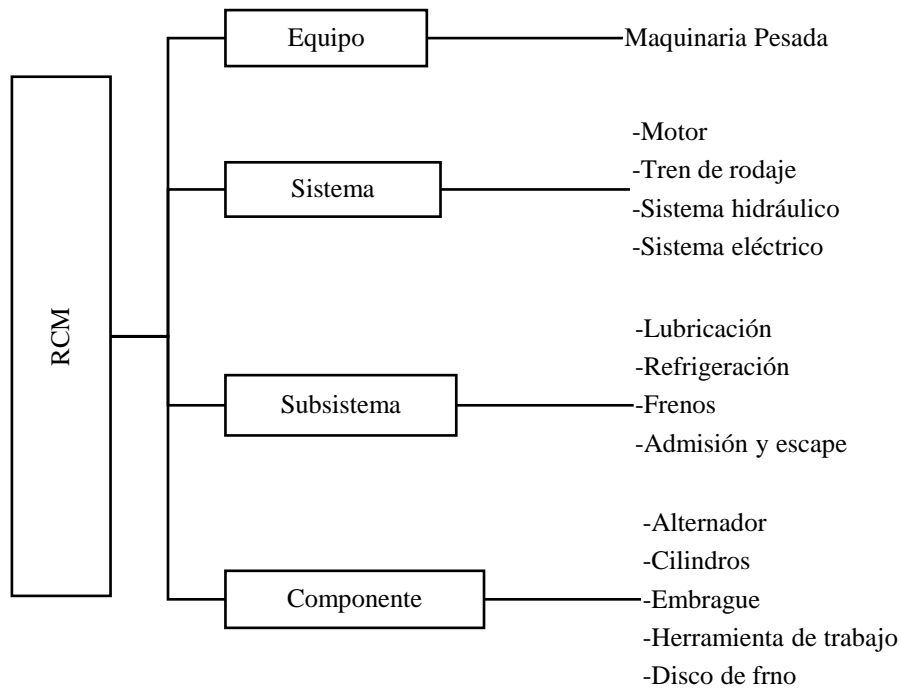 RCM
Equipo
Maquinaria Pesada
Sistema
-Motor
-Tren de rodaje
-Sistema hidráulico
-Sistema eléctrico
Subsistema
-Lubricación
-Refrigeración
-Frenos
-Admisión y escape
Componente
-Alternador
-Cilindros
-Embrague
-Herramienta de trabajo
-Disco de frno